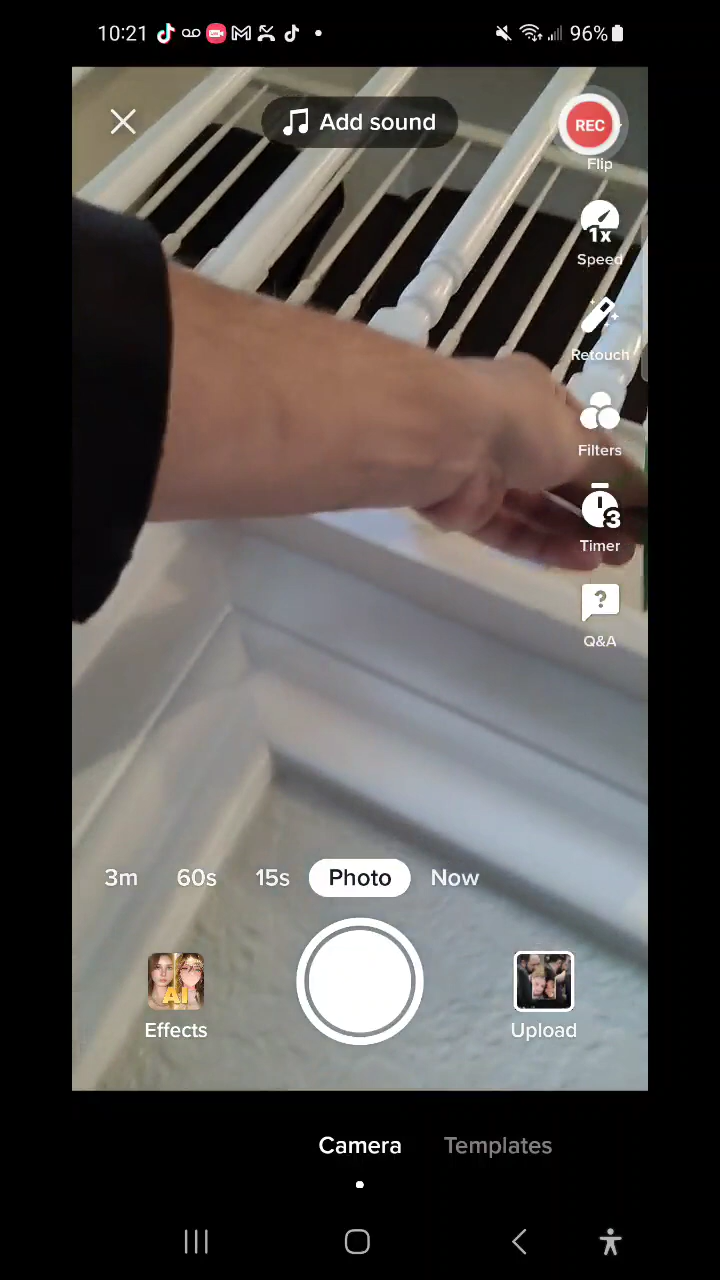 10:21 96%
Add sound
REC
Flip
1x
Speed
Retouch
Filters
3
Timer
?
Q&A
3m 60s 15s Photo Now
AI
Effects Upload
Camera Templates